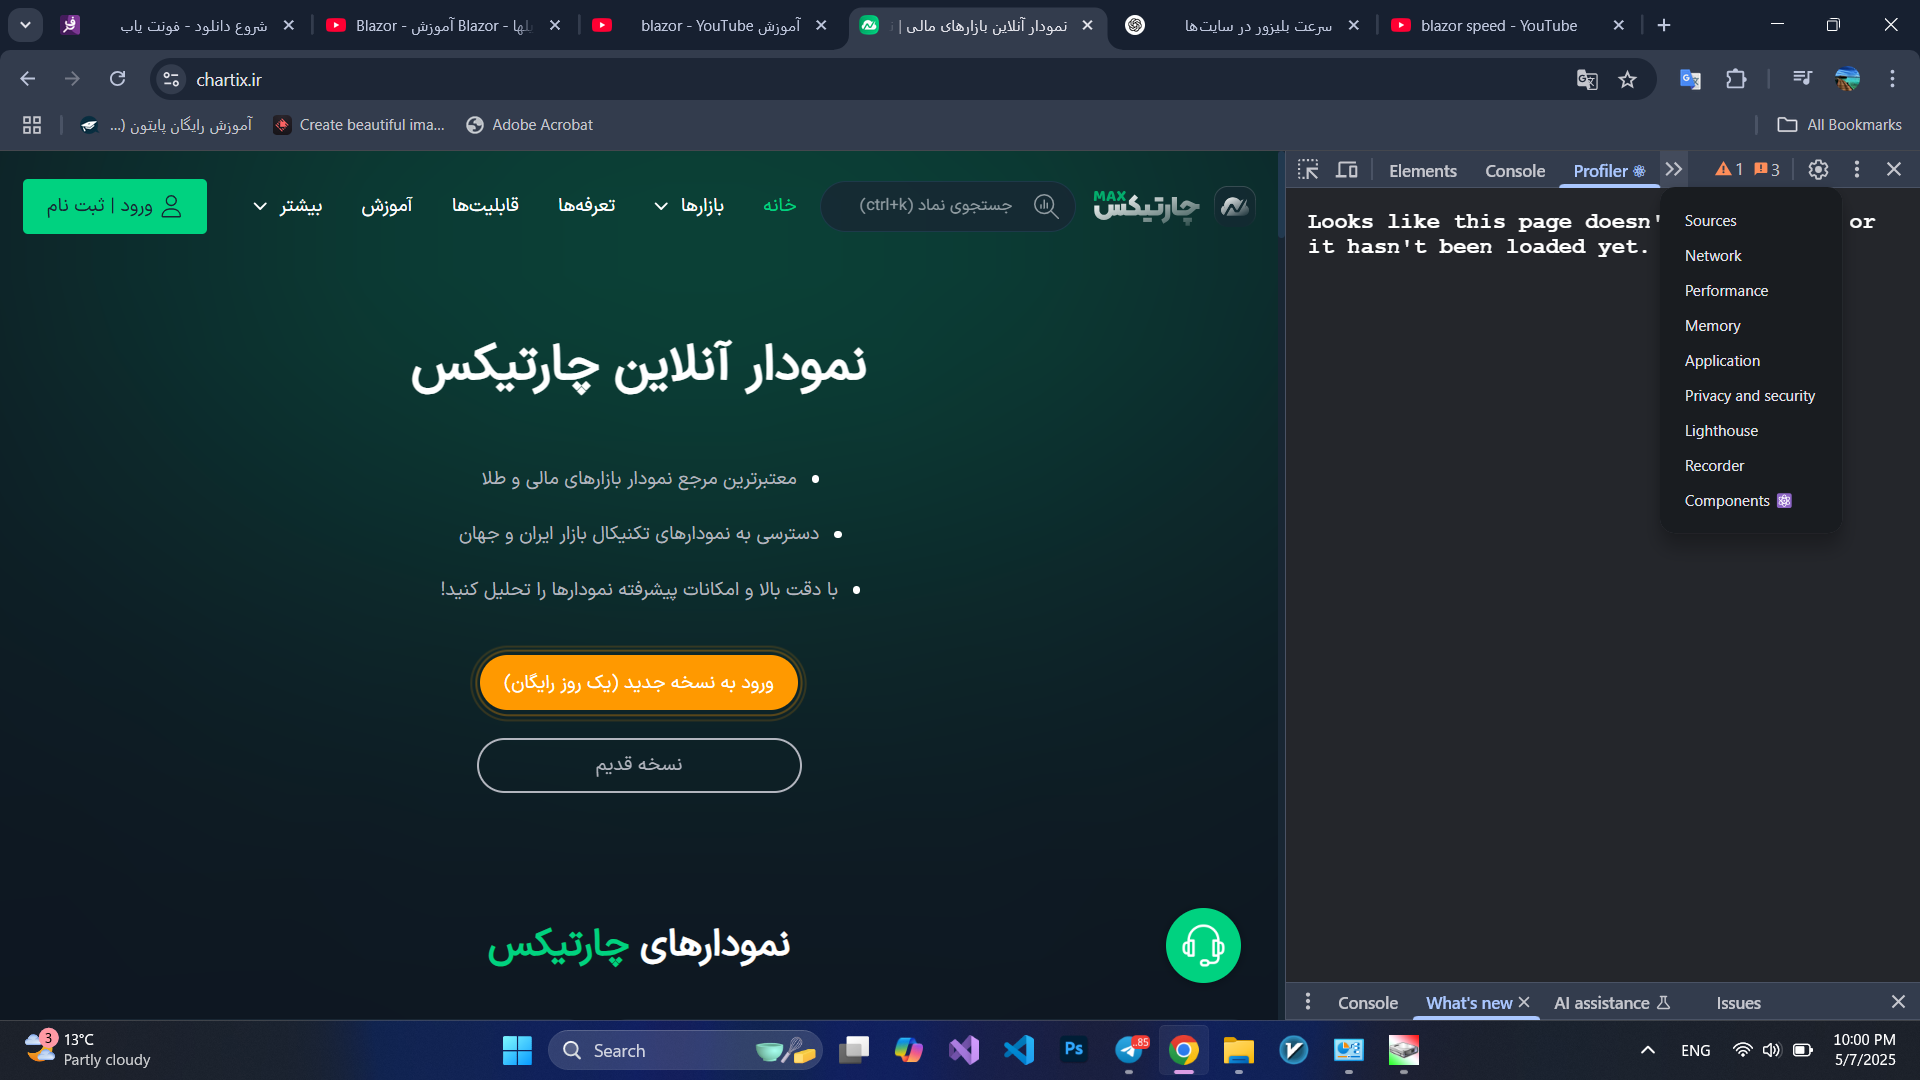 شروع دانلود - فونت یاب
آموزش Blazor - Blazor
آموزش blazor - YouTube
نمودار آنلاین بازارهای مالی |
سرعت بلیزور در سایت‌ها
blazor speed - YouTube
chartix.ir
آموزش رایگان پایتون (...
Create beautiful ima...
Adobe Acrobat
All Bookmarks
ورود | ثبت نام
بیشتر
آموزش
قابلیت‌ها
تعرفه‌ها
بازارها
خانه
جستجوی نماد (ctrl+k)
چارتیکس MAX
نمودار آنلاین چارتیکس
معتبرترین مرجع نمودار بازارهای مالی و طلا
دسترسی به نمودارهای تکنیکال بازار ایران و جهان
با دقت بالا و امکانات پیشرفته نمودارها را تحلیل کنید!
ورود به نسخه جدید (یک روز رایگان)
نسخه قدیم
نمودارهای چارتیکس
Elements
Console
Profiler
1
3
Looks like this page doesn' or
it hasn't been loaded yet.
Sources
Network
Performance
Memory
Application
Privacy and security
Lighthouse
Recorder
Components
Console
What's new
AI assistance
Issues
3
13°C
Partly cloudy
Search
Ps
.85
ENG
10:00 PM
5/7/2025